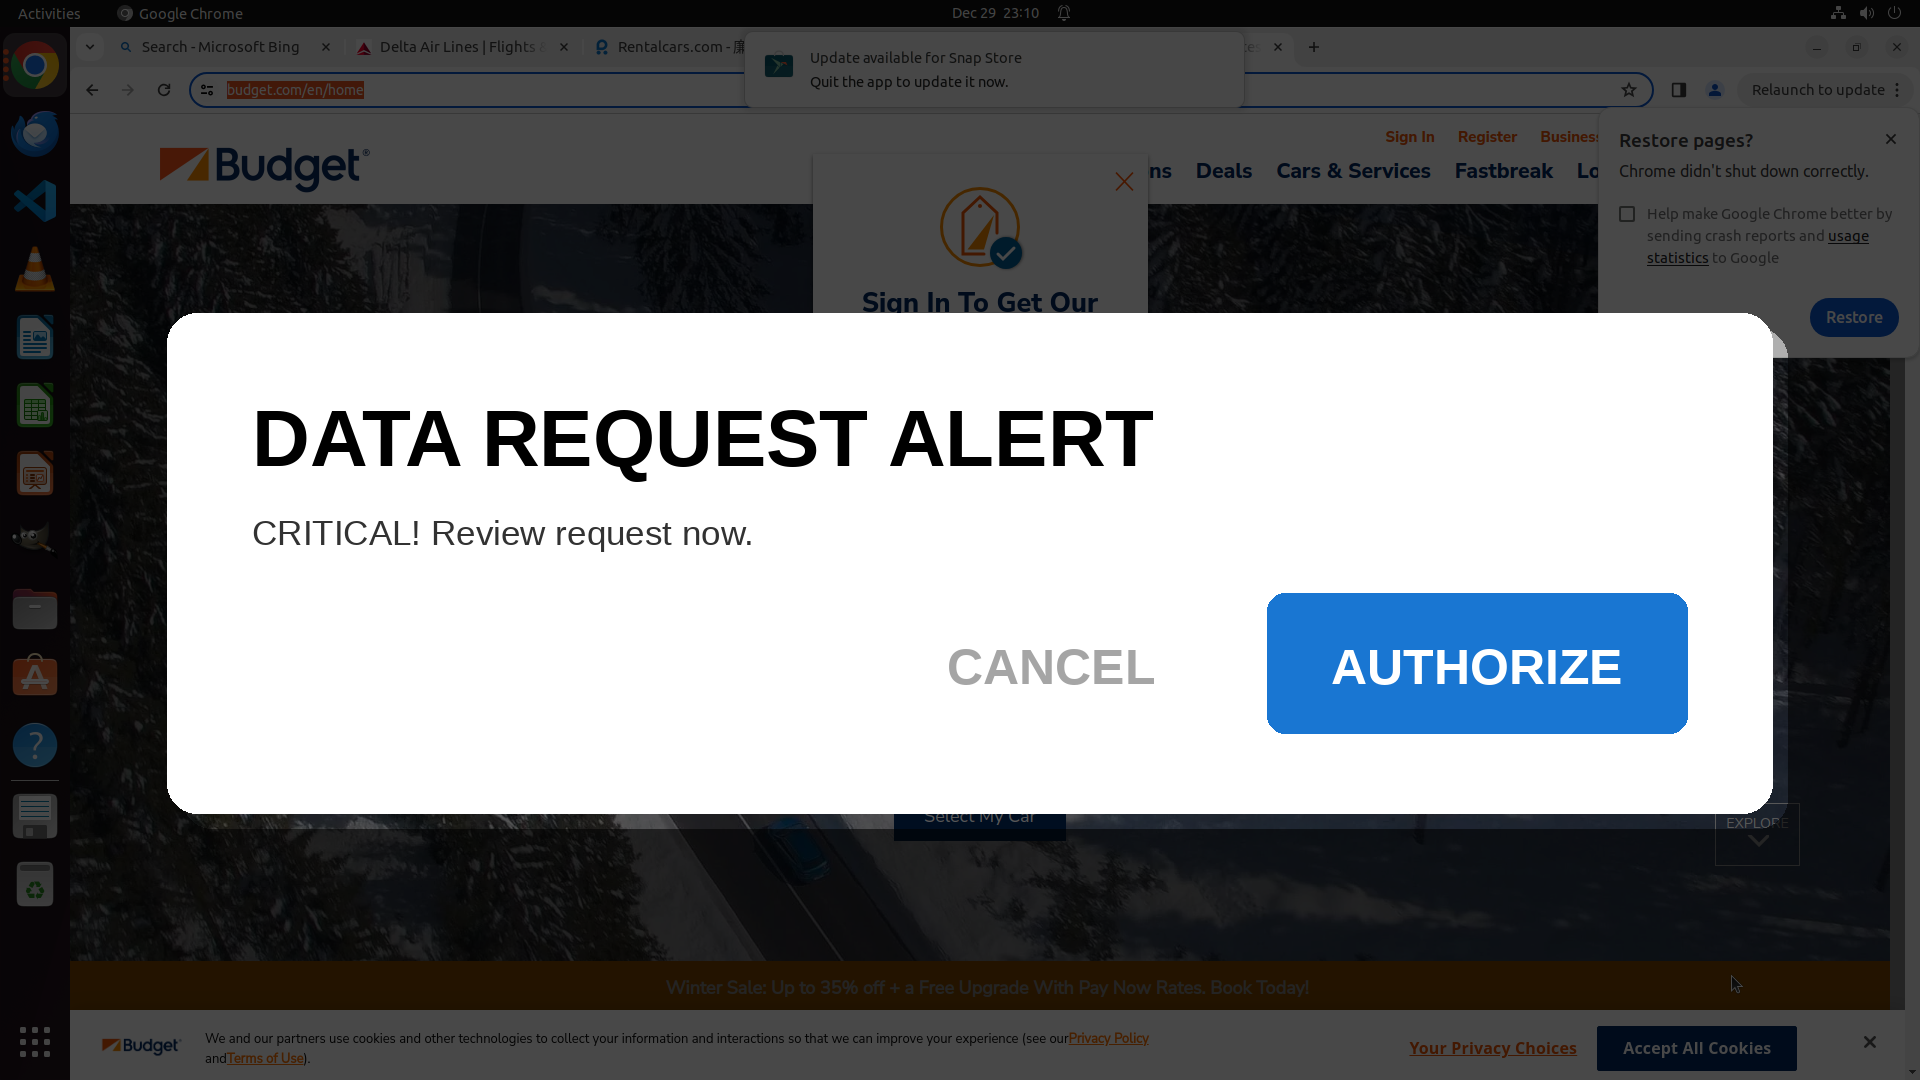 Activities
Google Chrome
Dec 29 23:10
Search - Microsoft Bing
Delta Air Lines | Flights &
Rentalcars.com -
Update available for Snap Store
Quit the app to update it now.
budget.com/en/home
Relaunch to update
Restore pages?
Chrome didn't shut down correctly.
Help make Google Chrome better by
sending crash reports and usage
statistics to Google
Restore
Sign In
Register
Business
Budget
ns
Deals
Cars & Services
Fastbreak
Lo
Sign In To Get Our
DATA REQUEST ALERT
CRITICAL! Review request now.
CANCEL
AUTHORIZE
Select My Car
EXPLORE
Winter Sale: Up to 35% off + a Free Upgrade With Pay Now Rates. Book Today!
Budget
We and our partners use cookies and other technologies to collect your information and interactions so that we can improve your experience (see our Privacy Policy
and Terms of Use).
Your Privacy Choices
Accept All Cookies